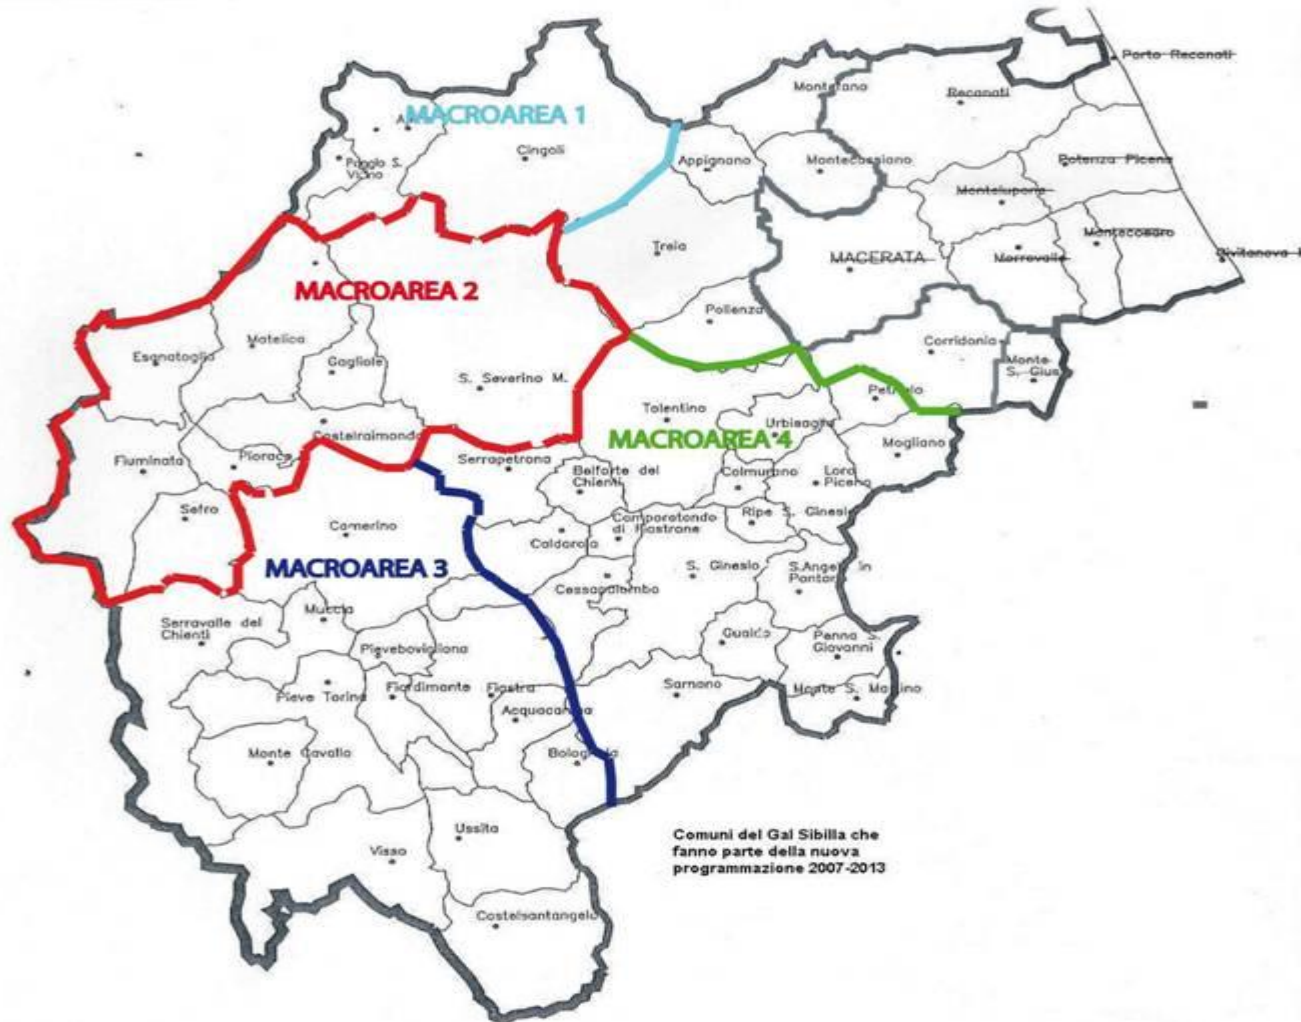 Porto Recanati
Montefano
Recanati
MACROAREA 1
Cingoli
Appignano
Montecassiano
Potenza Picena
Poggio S.
Vicino
Montelupone
Treia
MACERATA
Morrovalle
Montecosaro
Civitanova
MACROAREA 2
Pollenza
Esanatoglia
Matelica
Gagliole
Corridonia
Monte
S. Gius
S. Severino M.
Tolentino
Petriolo
Castelraimondo
Urbisaglia
MACROAREA 4
Mogliano
Fiuminata
Pioraco
Serrapetrona
Belforte del
Chienti
Colmurano
Loro
Piceno
Sefro
Camerino
Caldarola
Camporotondo
di Fiastrone
Ripe S. Ginesio
MACROAREA 3
S. Ginesio
S.Angelo in
Pontano
Cessapalombo
Muccia
Serravalle del
Chienti
Pievebovigliana
Gualdo
Penna S.
Giovanni
Pieve Torina
Fiordimonte
Fiastra
Sarnano
Monte S. Martino
Acquacanina
Monte Cavallo
Bolognola
Ussita
Visso
Comuni del Gal Sibilla che
fanno parte della nuova
programmazione 2007-2013
Castelsantangelo